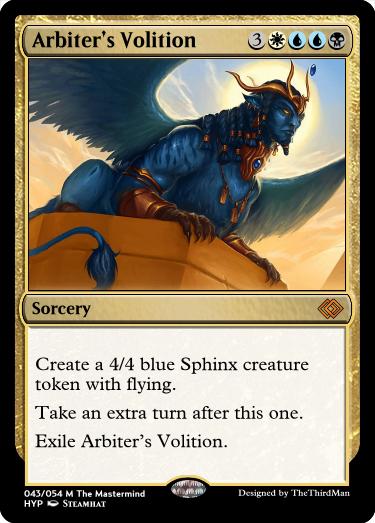 Arbiter's Volition 3
Sorcery
Create a 4/4 blue Sphinx creature
token with flying.
Take an extra turn after this one.
Exile Arbiter's Volition.
043/054 M The Mastermind
HYP STEAMHAT
Designed by TheThirdMan